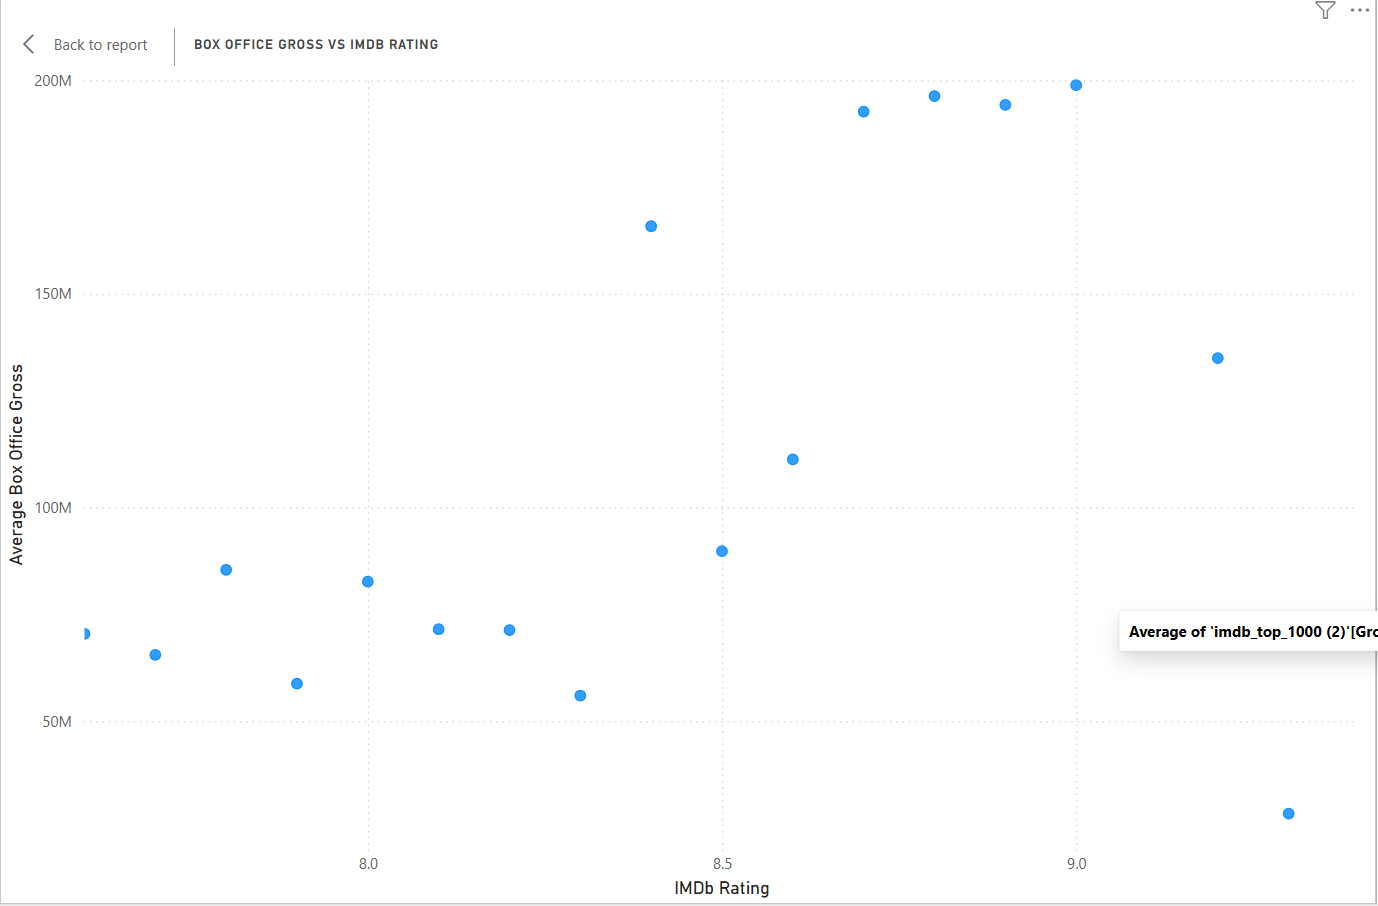 Back to report
BOX OFFICE GROSS VS IMDB RATING
200M
150M
100M
50M
Average Box Office Gross
Average of 'imdb_top_1000 (2)'[Gro
8.0
8.5
9.0
IMDb Rating